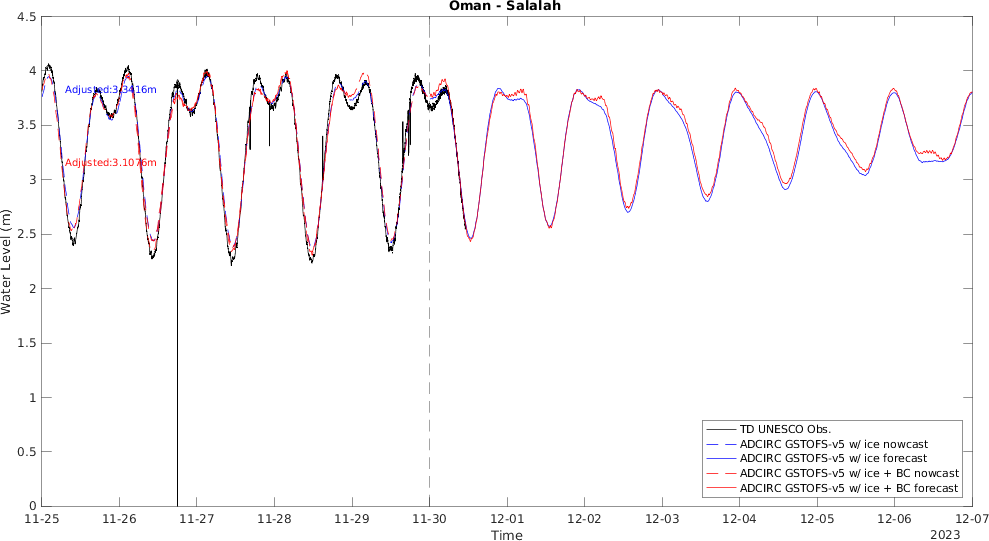 Oman - Salalah
4.5
4
3.5
3
2.5
2
1.5
1
0.5
0
Water Level (m)
Adjusted:3.3416m
Adjusted:3.1076m
TD UNESCO Obs.
ADCIRC GSTOFS-v5 w/ ice nowcast
ADCIRC GSTOFS-v5 w/ ice forecast
ADCIRC GSTOFS-v5 w/ ice + BC nowcast
ADCIRC GSTOFS-v5 w/ ice + BC forecast
11-25 11-26 11-27 11-28 11-29 11-30 12-01 12-02 12-03 12-04 12-05 12-06 12-07
Time
2023